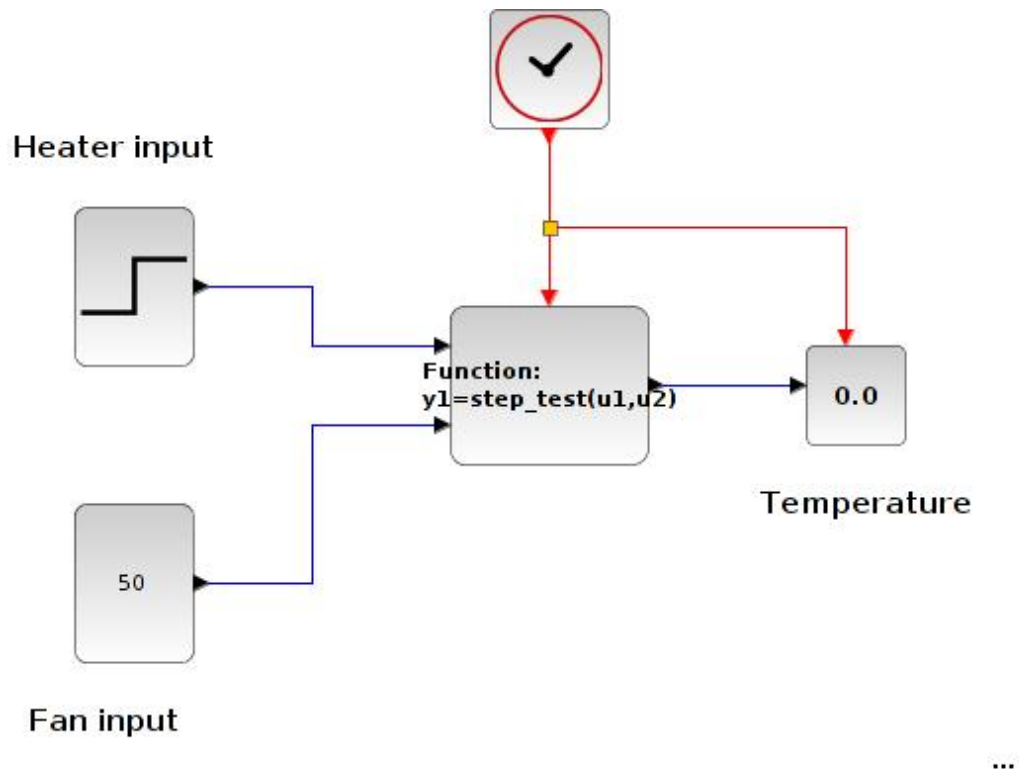 Heater input
Function:
y1=step_test(u1,u2)
0.0
Temperature
50
Fan input
...